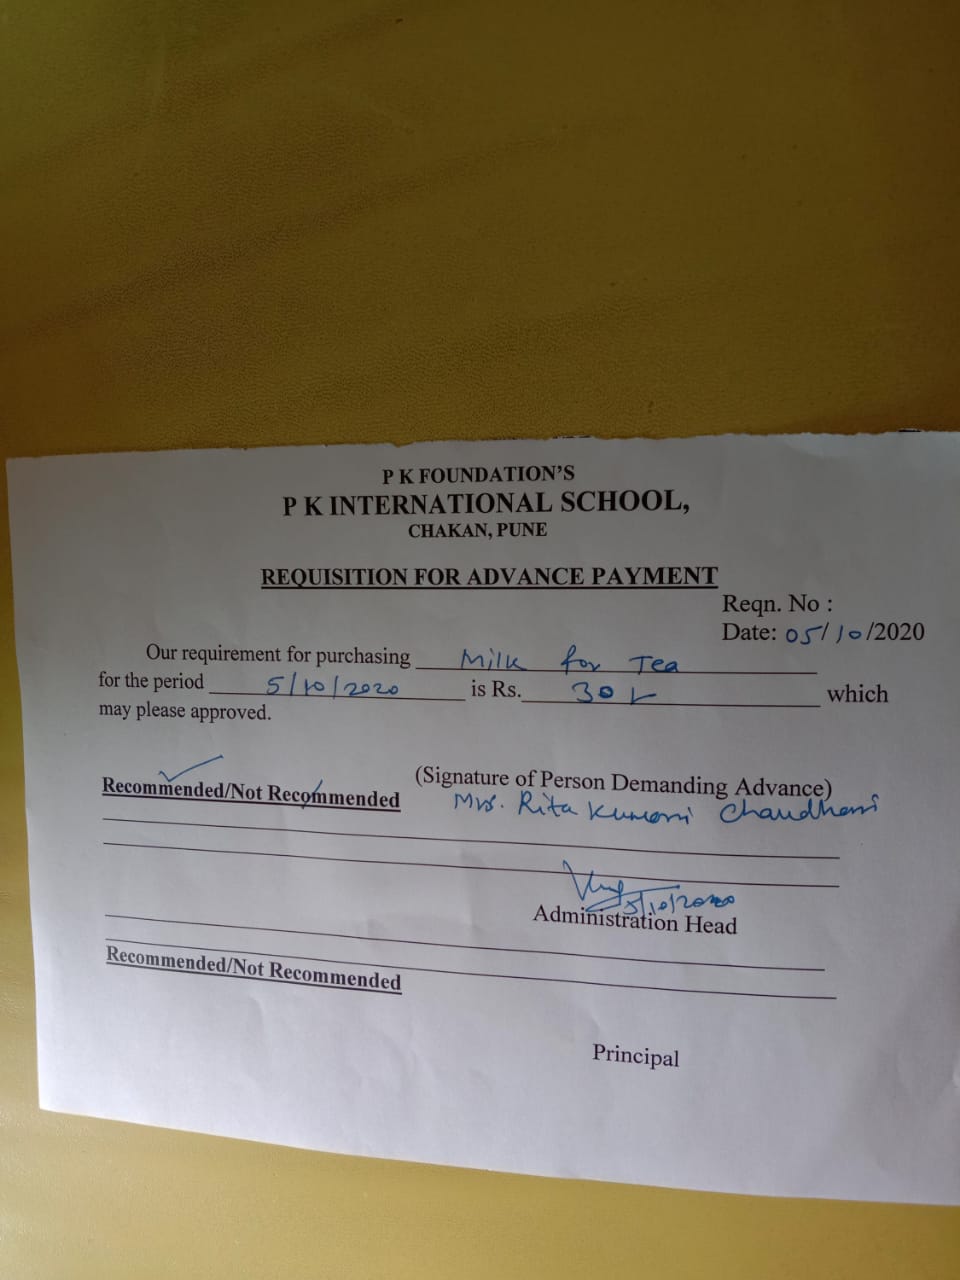 P K FOUNDATION'S
P K INTERNATIONAL SCHOOL,
CHAKAN, PUNE
REQUISITION FOR ADVANCE PAYMENT
Reqn. No :
Date: 05/10/2020
Our requirement for purchasing Milk for Tea
for the period 5/10/2020 is Rs. 30 which
may please approved.
(Signature of Person Demanding Advance)
Recommended/Not Recommended
Mrs. Rita Kumari Chaudhari
5/10/2020
Administration Head
Recommended/Not Recommended
Principal